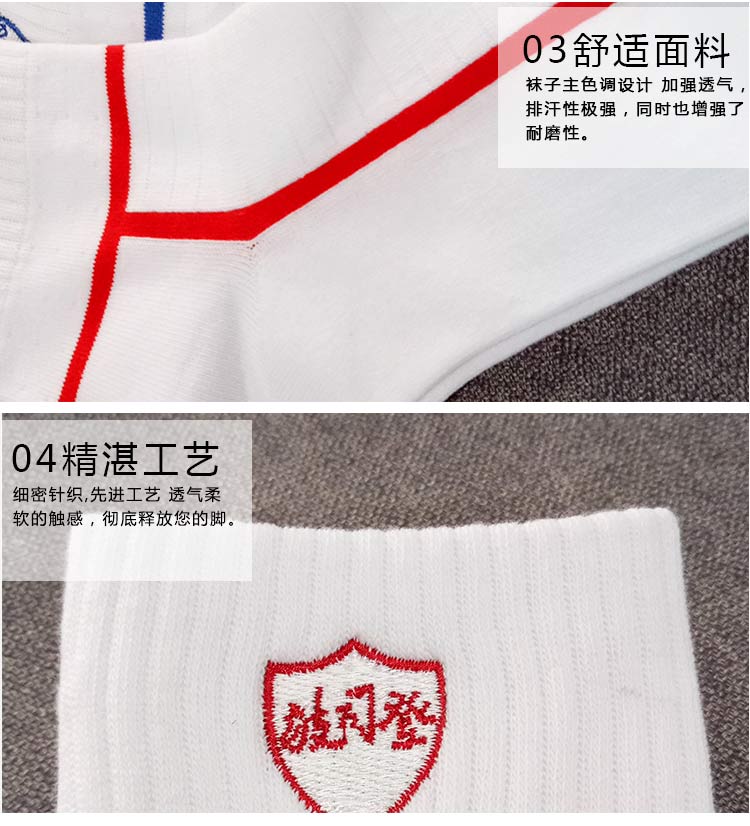 03舒适面料
袜子主色调设计 加强透气，
排汗性极强，同时也增强了
耐磨性。
04精湛工艺
细密针织,先进工艺 透气柔
软的触感，彻底释放您的脚。